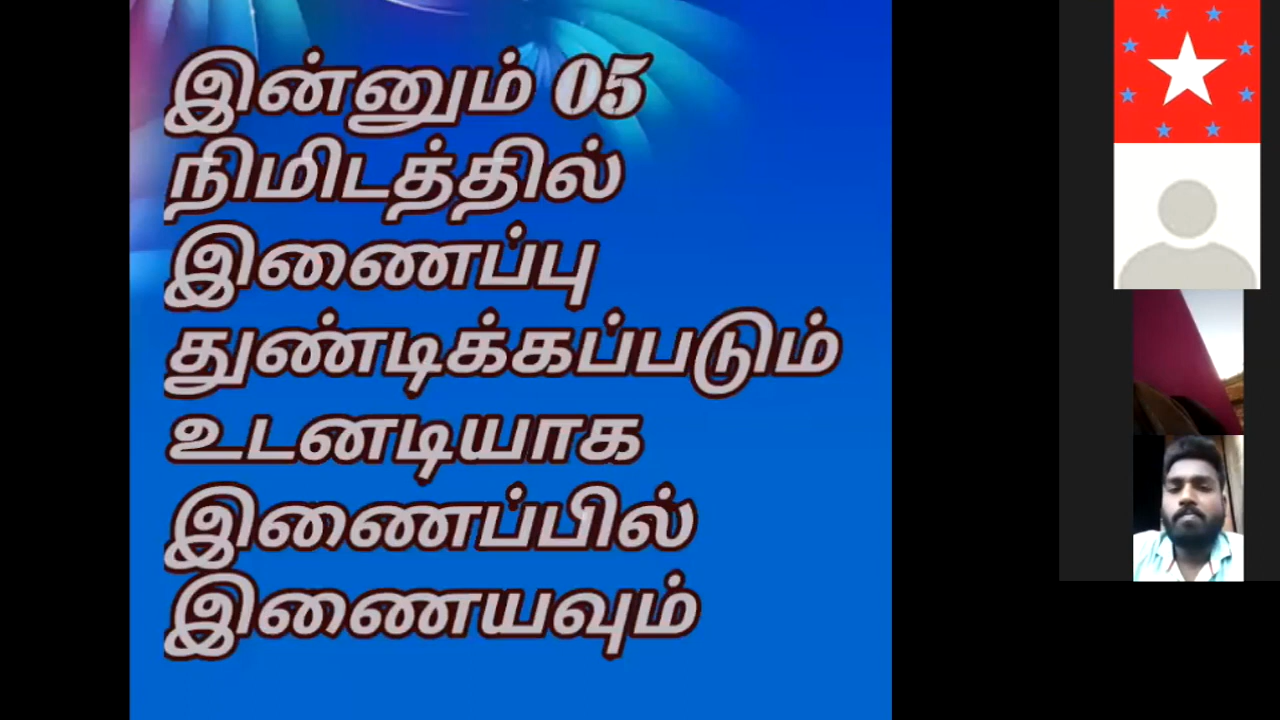 இன்னும் 05
நிமிடத்தில்
இணைப்பு
துண்டிக்கப்படும்
உடனடியாக
இணைப்பில்
இணையவும்